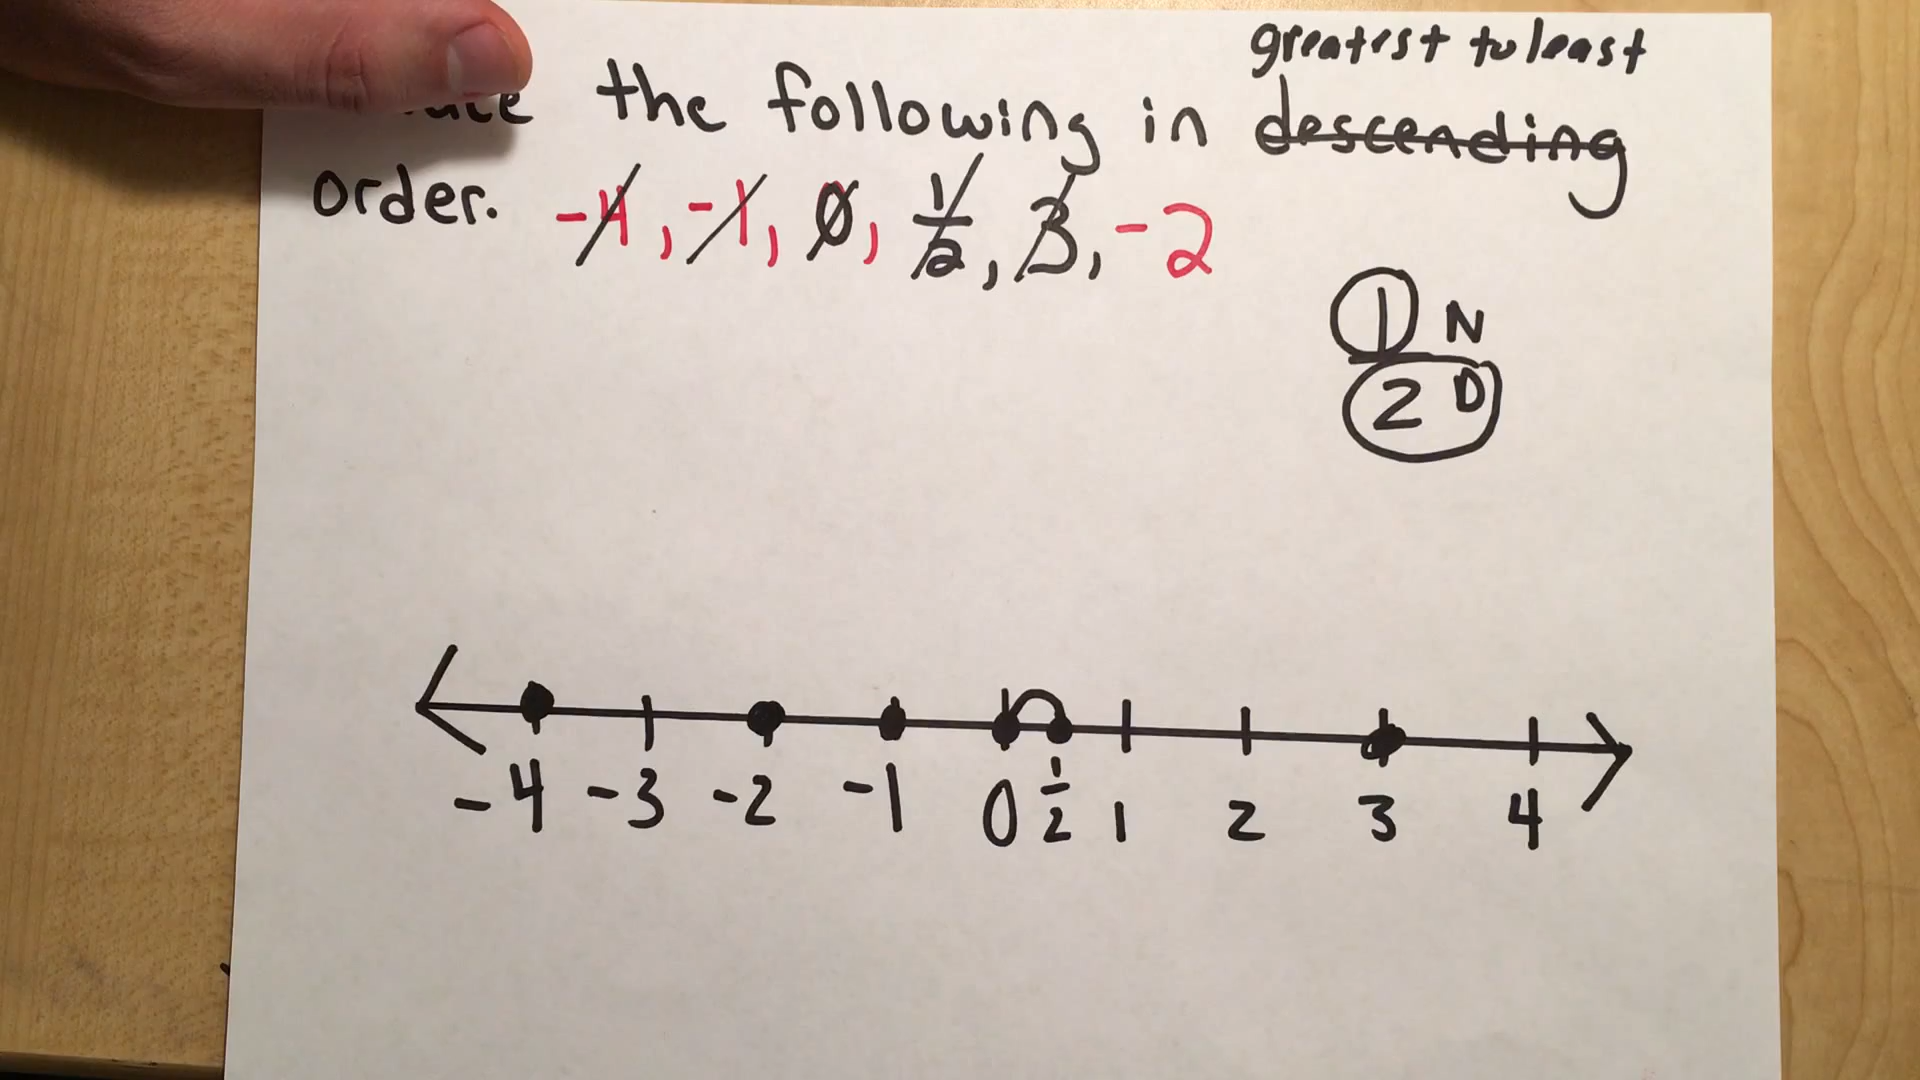 greatest to least
the following in descending
order. -4, -1, 0, 1/2, 3, -2
1 N
2 D
-4 -3 -2 -1 0 1/2 1 2 3 4